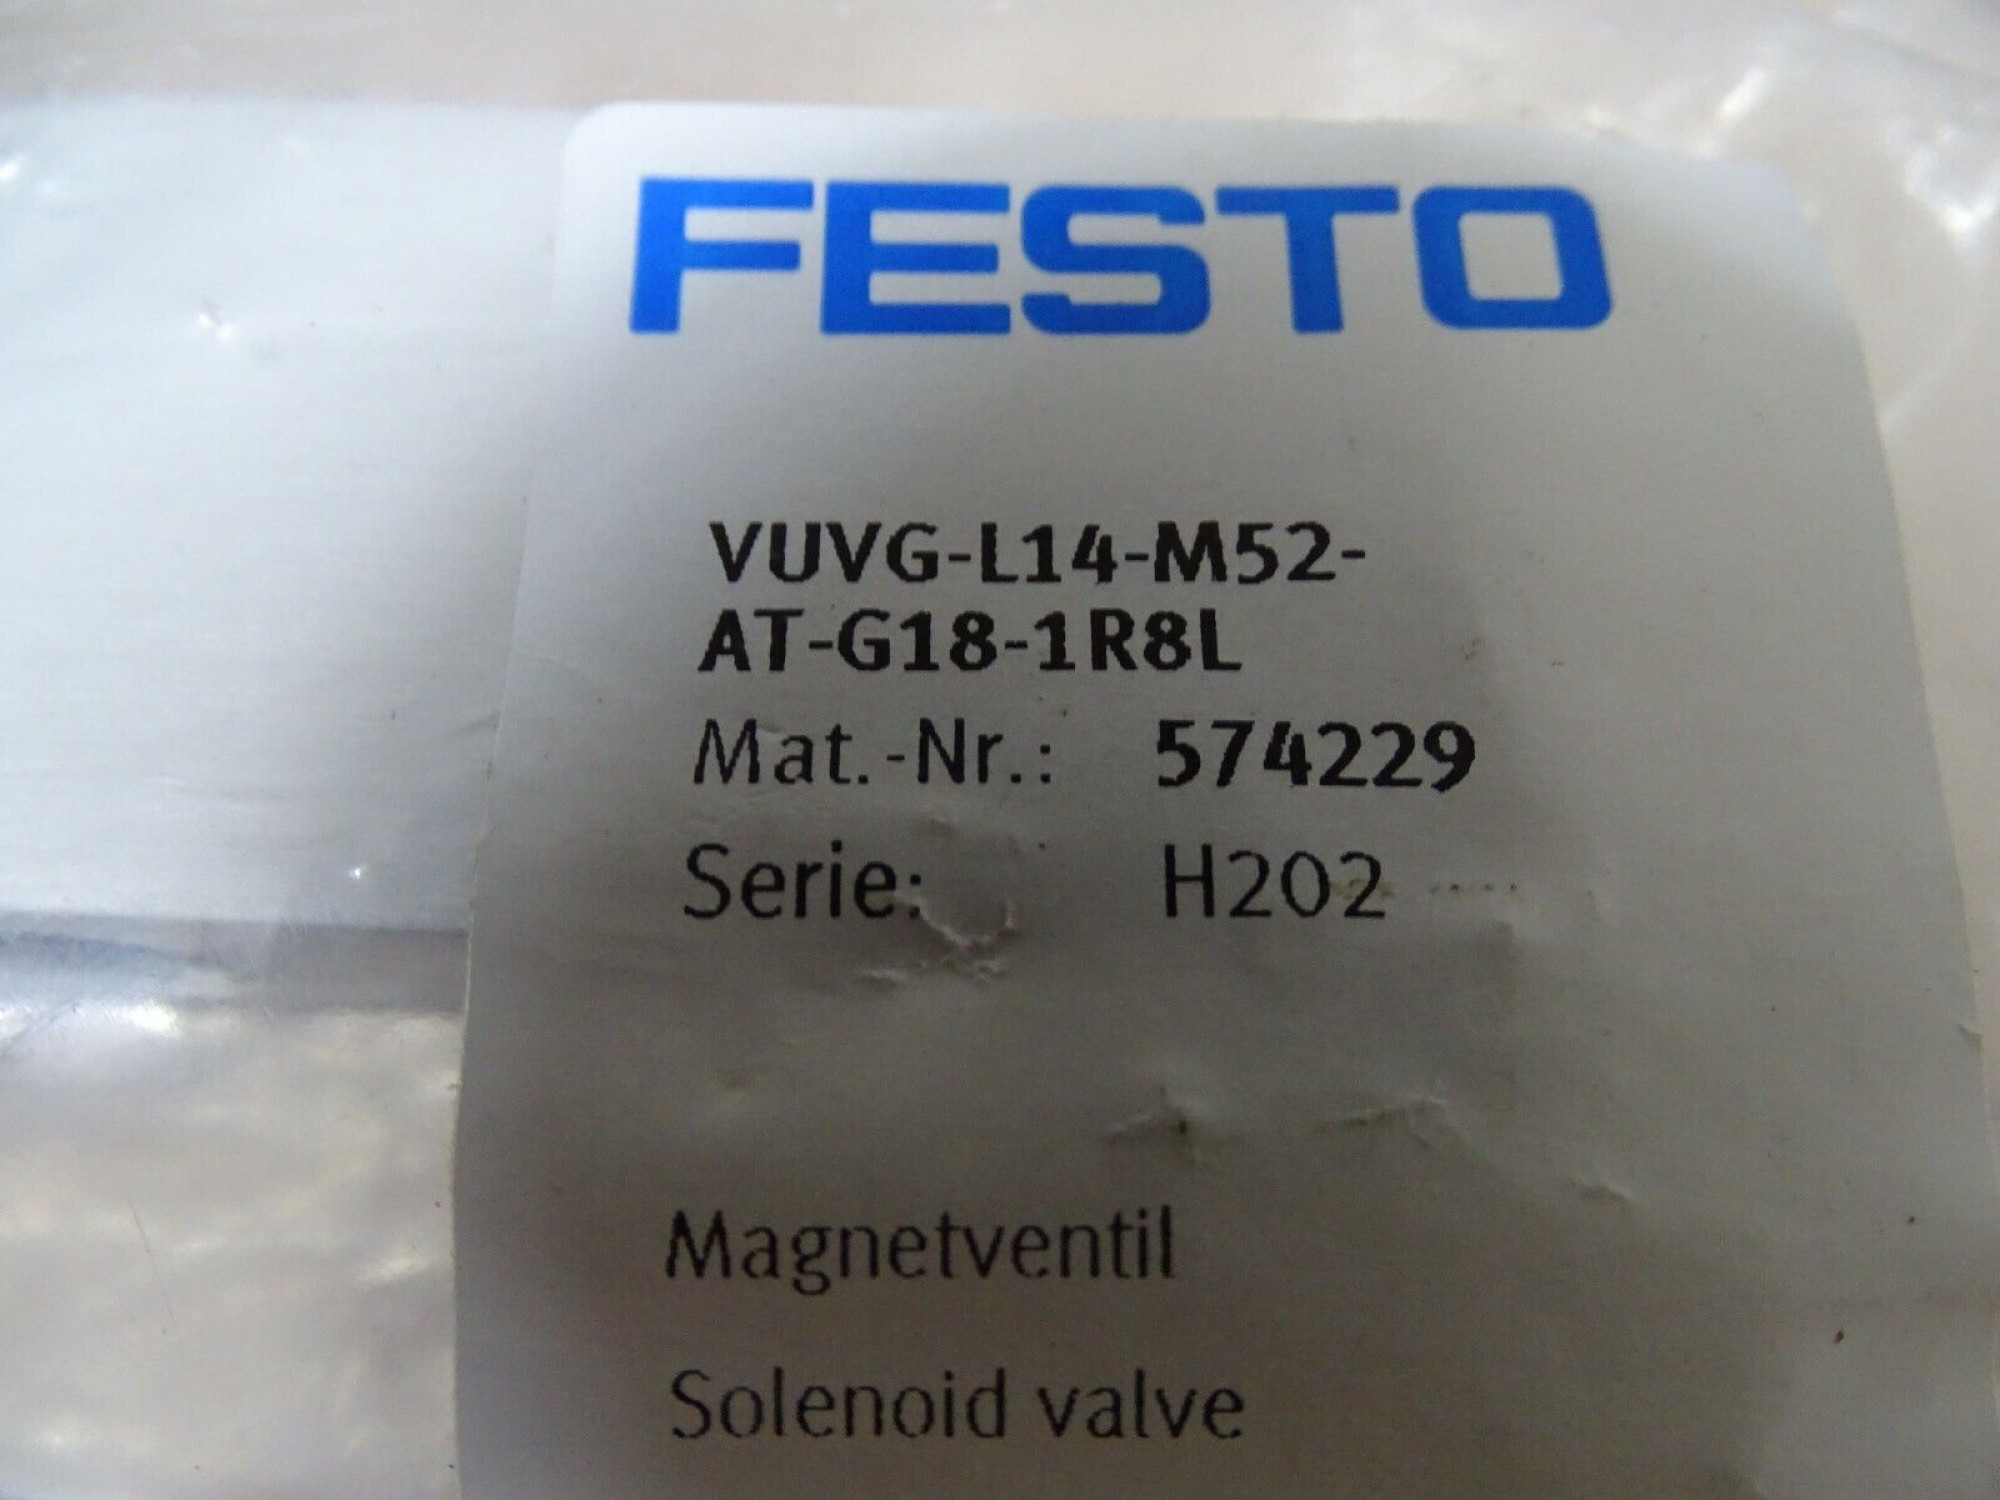 FESTO
VUVG-L14-M52-
AT-G18-1R8L
Mat.-Nr.: 574229
Serie: H202
Magnetventil
Solenoid valve